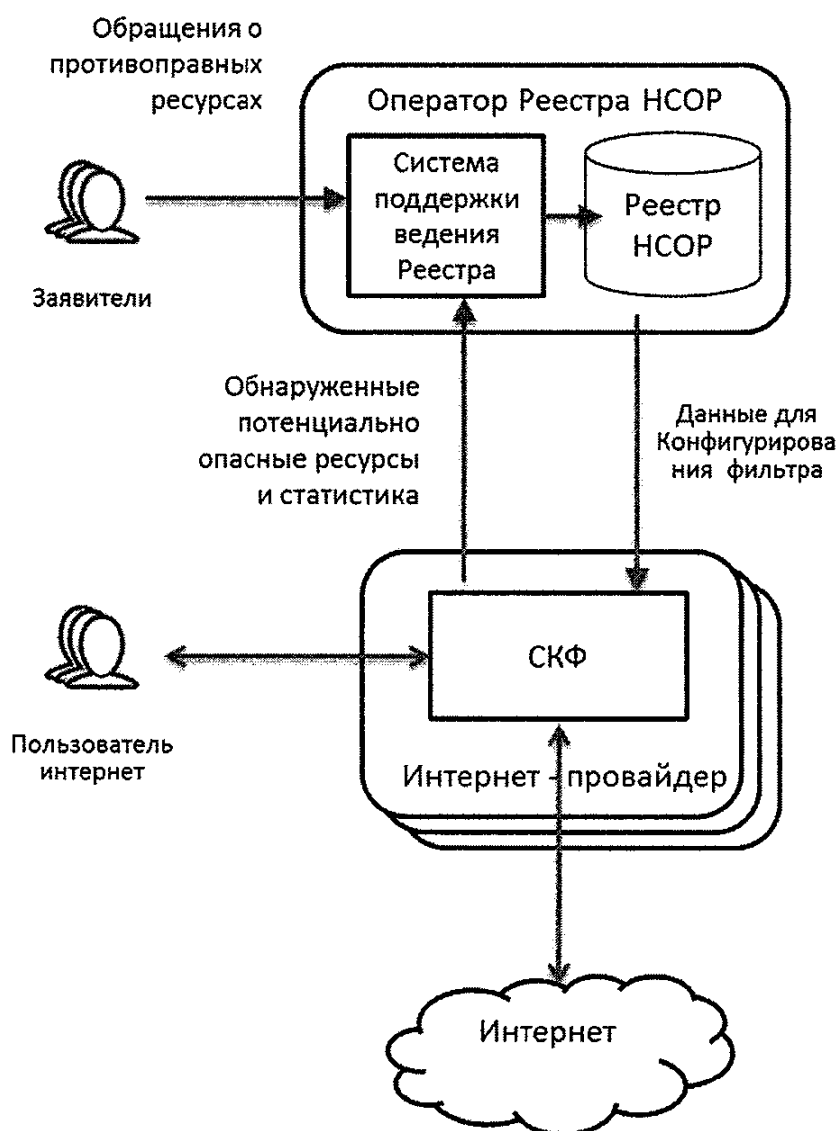 Обращения о
противоправных
ресурсах
Оператор Реестра НСОР
Система
поддержки
ведения
Реестра
Реестр
НСОР
Заявители
Обнаруженные
потенциально
опасные ресурсы
и статистика
Данные для
Конфигурирова
ния фильтра
СКФ
Пользователь
интернет
Интернет - провайдер
Интернет